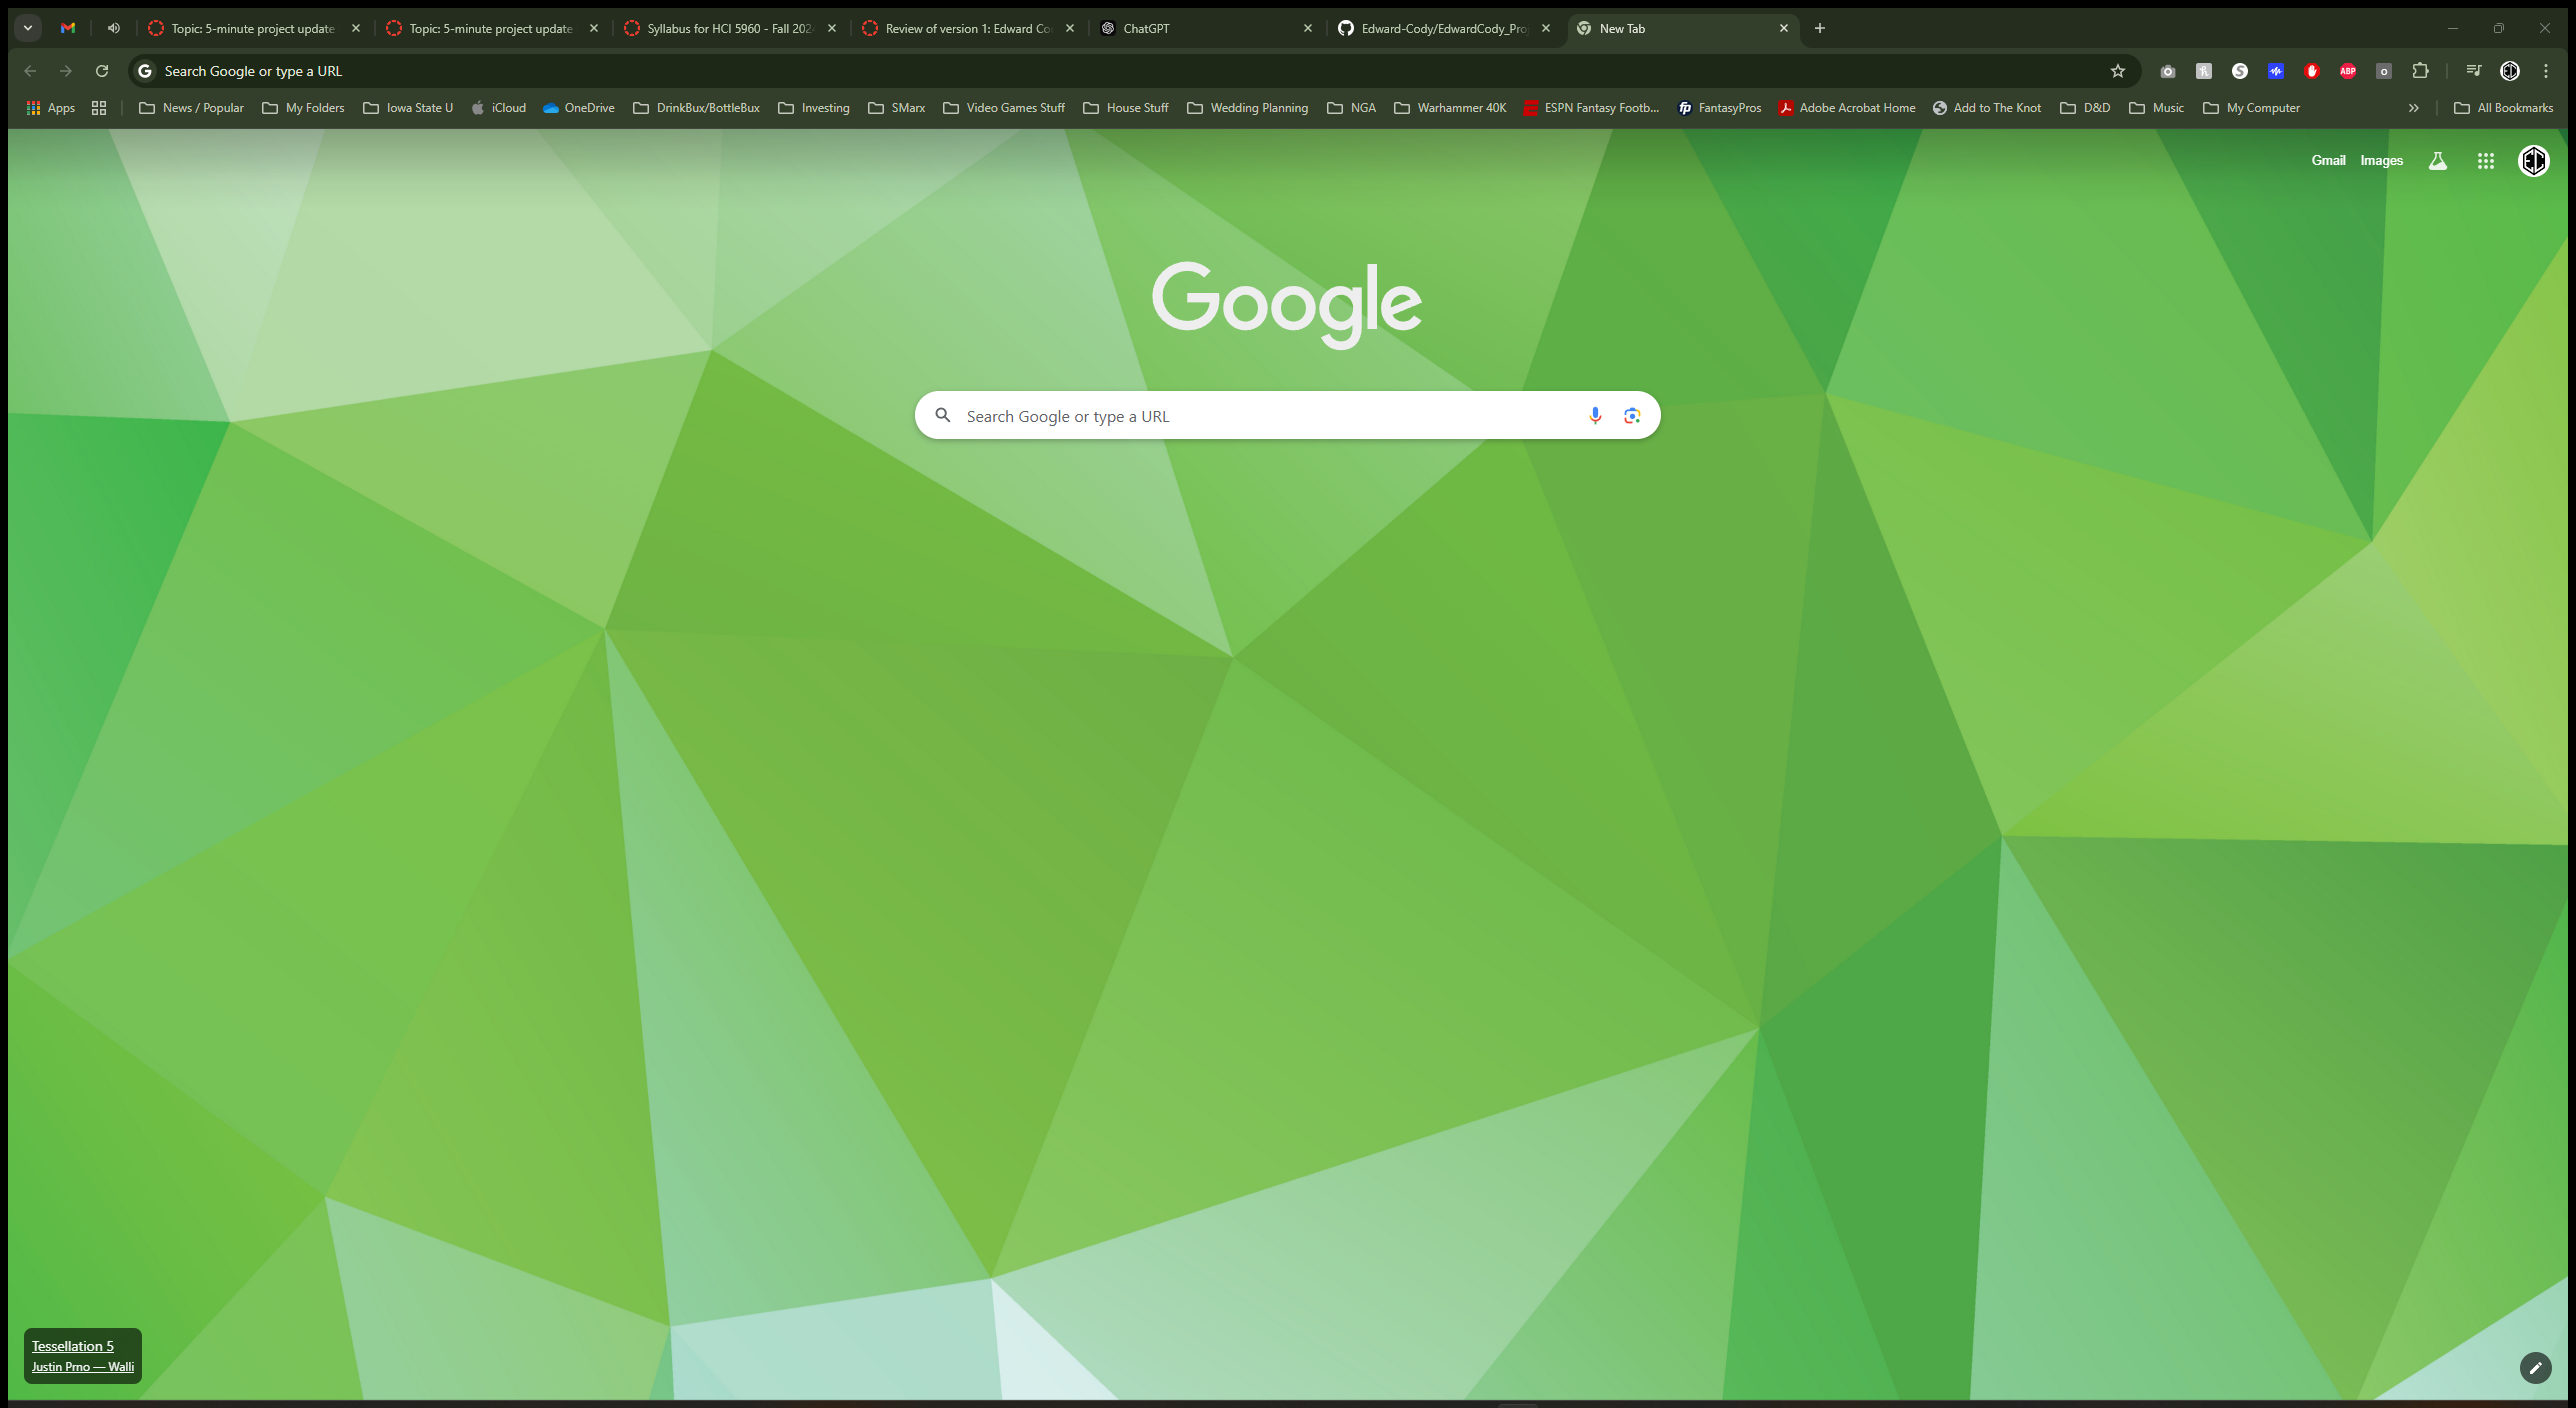 Topic: 5-minute project update
Topic: 5-minute project update
Syllabus for HCI 5960 - Fall 202
Review of version 1: Edward Co
ChatGPT
Edward-Cody/EdwardCody_Proj
New Tab
Search Google or type a URL
ABP
Apps
News / Popular
My Folders
Iowa State U
iCloud
OneDrive
DrinkBux/BottleBux
Investing
SMarx
Video Games Stuff
House Stuff
Wedding Planning
NGA
Warhammer 40K
ESPN Fantasy Footb...
fp
FantasyPros
Adobe Acrobat Home
Add to The Knot
D&D
Music
My Computer
All Bookmarks
Gmail
Images
Google
Search Google or type a URL
Tessellation 5
Justin Prno — Walli